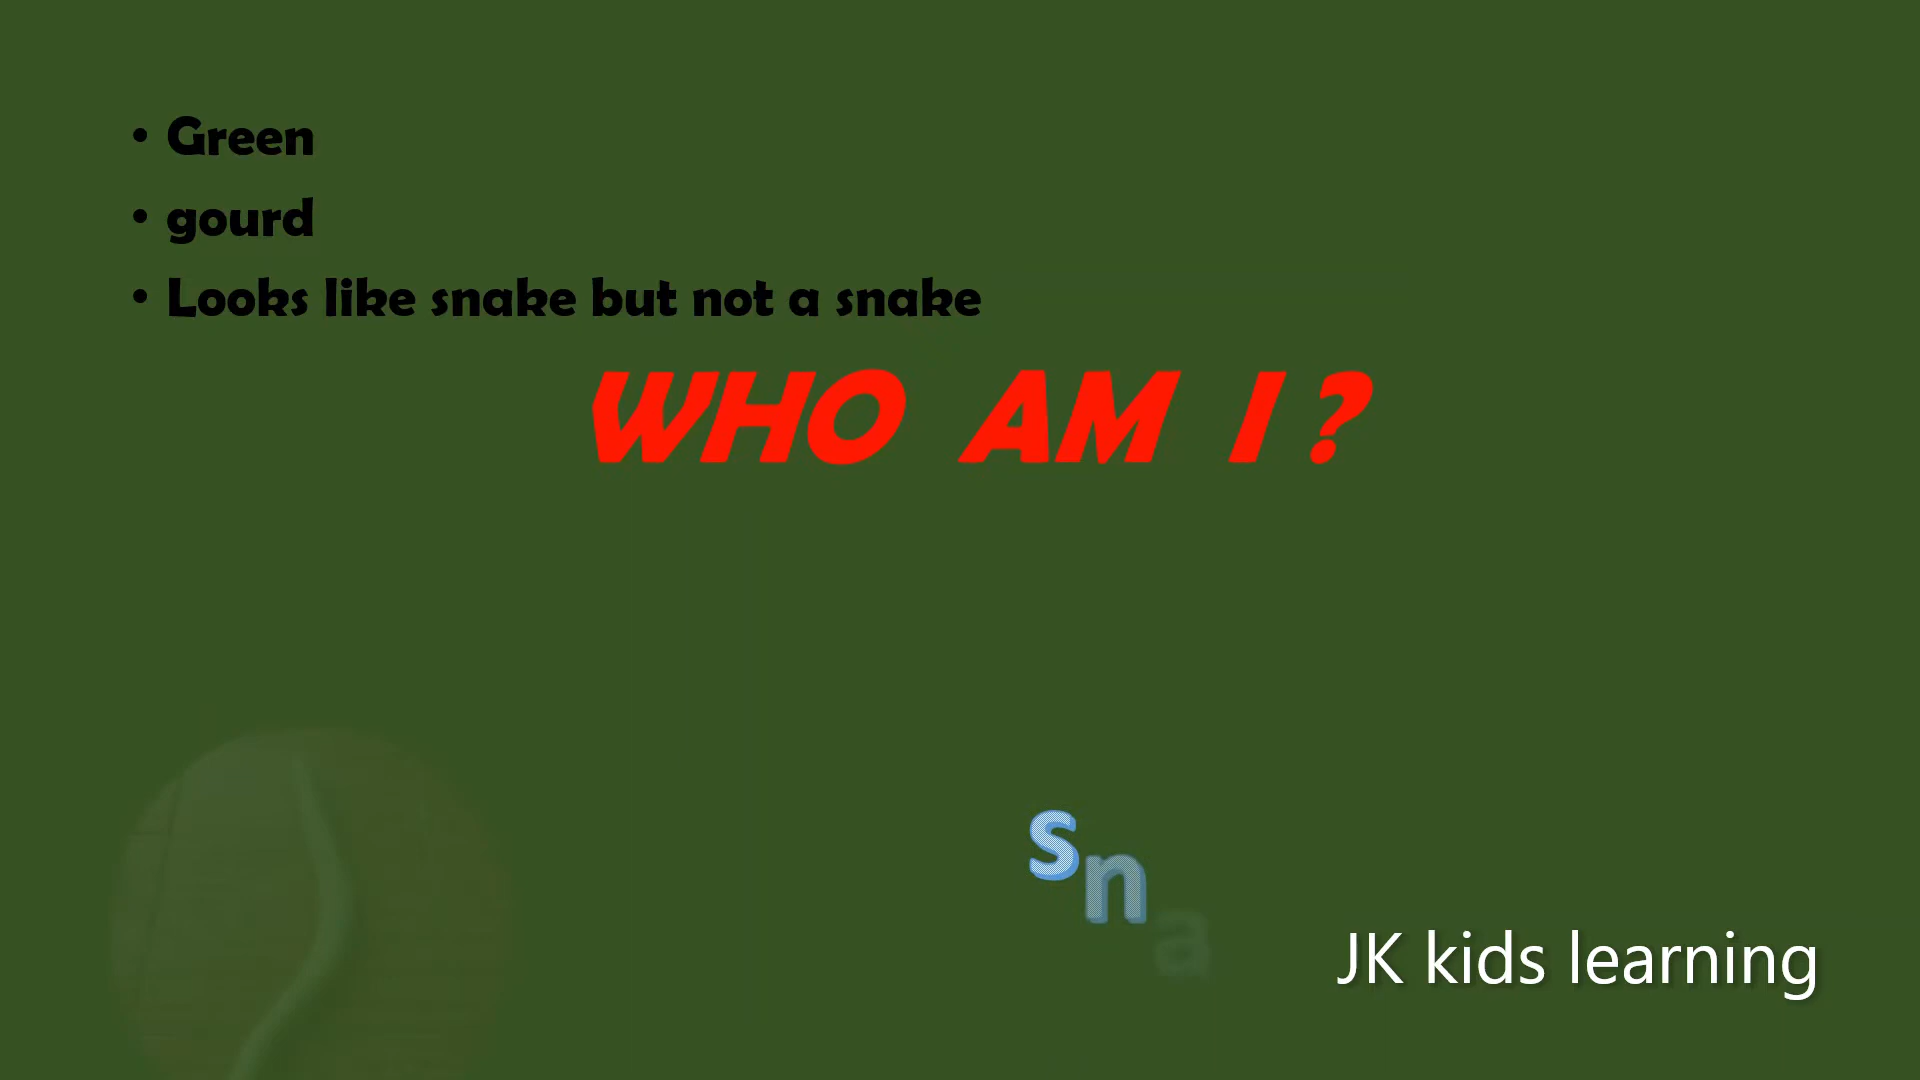 • Green
• gourd
• Looks like snake but not a snake
WHO AM I ?
sna
JK kids learning